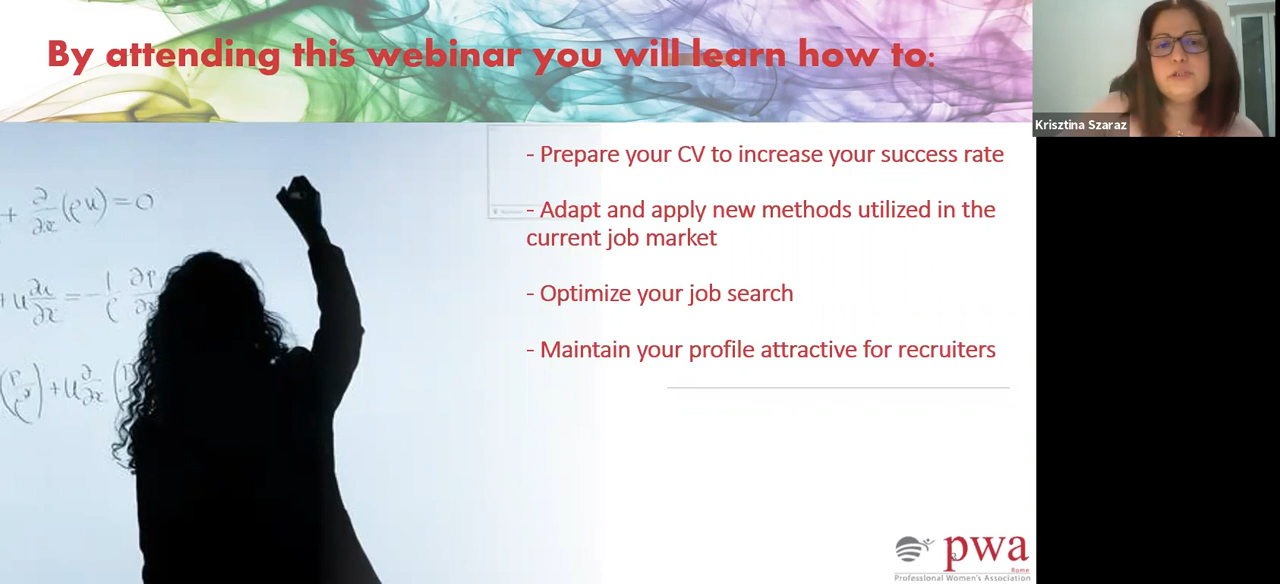 By attending this webinar you will learn how to:
Krisztina Szaraz
- Prepare your CV to increase your success rate
- Adapt and apply new methods utilized in the
current job market
- Optimize your job search
- Maintain your profile attractive for recruiters
+ ∂/∂x (ρu) = 0
pwa
Rome
Professional Women's Association